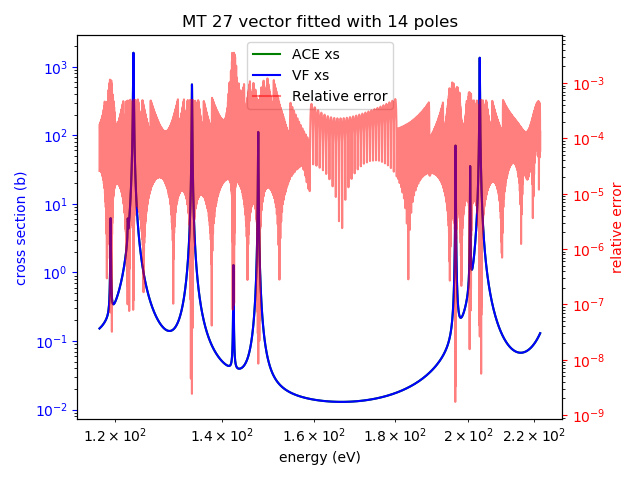 MT 27 vector fitted with 14 poles
ACE xs
VF xs
Relative error
10³
10²
10¹
10⁰
10⁻¹
10⁻²
cross section (b)
10⁻³
10⁻⁴
10⁻⁵
10⁻⁶
10⁻⁷
10⁻⁸
10⁻⁹
relative error
1.2 × 10² 1.4 × 10² 1.6 × 10² 1.8 × 10² 2 × 10² 2.2 × 10²
energy (eV)